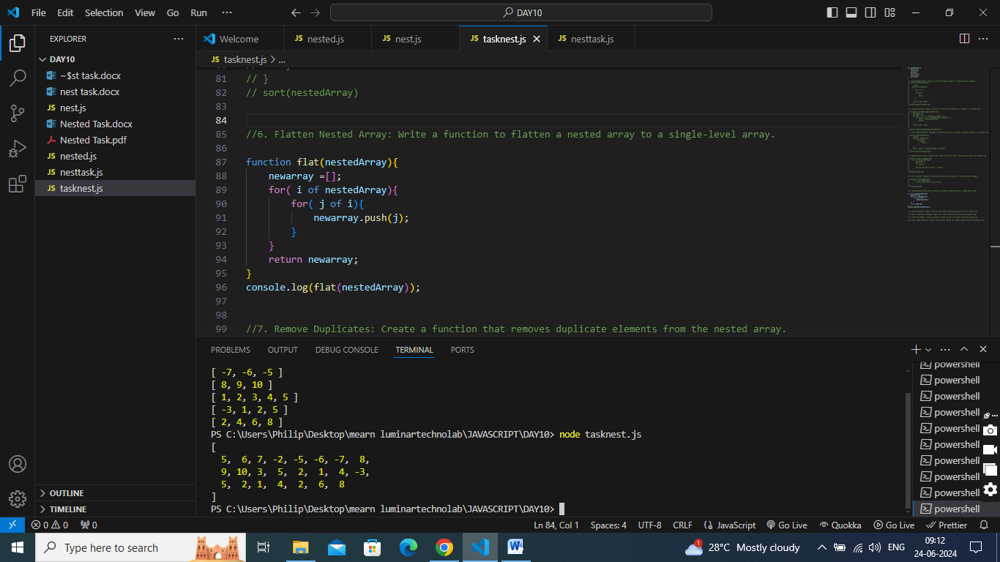 File Edit Selection View Go Run ··· DAY10
EXPLORER ···
DAY10
~$st task.docx
nest task.docx
JS nest.js
Nested Task.docx
Nested Task.pdf
JS nested.js
JS nesttask.js
JS tasknest.js
OUTLINE
TIMELINE
Welcome JS nested.js JS nest.js JS tasknest.js JS nesttask.js
JS tasknest.js > ...
81 // }
82 // sort(nestedArray)
83
84
85 //6. Flatten Nested Array: Write a function to flatten a nested array to a single-level array.
86
87 function flat(nestedArray){
88 newarray =[];
89 for( i of nestedArray){
90 for( j of i){
91 newarray.push(j);
92 }
93 }
94 return newarray;
95 }
96 console.log(flat(nestedArray));
97
98
99 //7. Remove Duplicates: Create a function that removes duplicate elements from the nested array.
PROBLEMS OUTPUT DEBUG CONSOLE TERMINAL PORTS
[ -7, -6, -5 ]
[ 8, 9, 10 ]
[ 1, 2, 3, 4, 5 ]
[ -3, 1, 2, 5 ]
[ 2, 4, 6, 8 ]
PS C:\Users\Philip\Desktop\mearn luminartechnolab\JAVASCRIPT\DAY10> node tasknest.js
[
5, 6, 7, -2, -5, -6, -7, 8,
9, 10, 3, 5, 2, 1, 4, -3,
5, 2, 1, 4, 2, 6, 8
]
PS C:\Users\Philip\Desktop\mearn luminartechnolab\JAVASCRIPT\DAY10>
powershell
powershell
powershell
powershell
powershell
powershell
powershell
powershell
powershell
powershell
0 0 0 Ln 84, Col 1 Spaces: 4 UTF-8 CRLF JavaScript Go Live Quokka Go Live Prettier
Type here to search 1 28°C Mostly cloudy ENG 09:12
24-06-2024